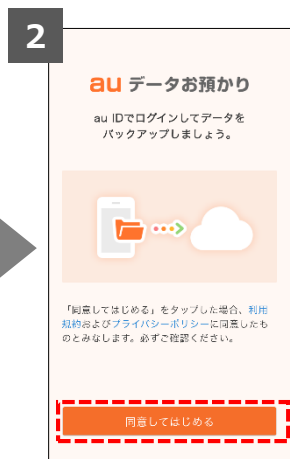 2
au データお預かり
au IDでログインしてデータを
バックアップしましょう。
「同意してはじめる」をタップした場合、利用
規約およびプライバシーポリシーに同意したも
のとみなします。必ずご確認ください。
同意してはじめる